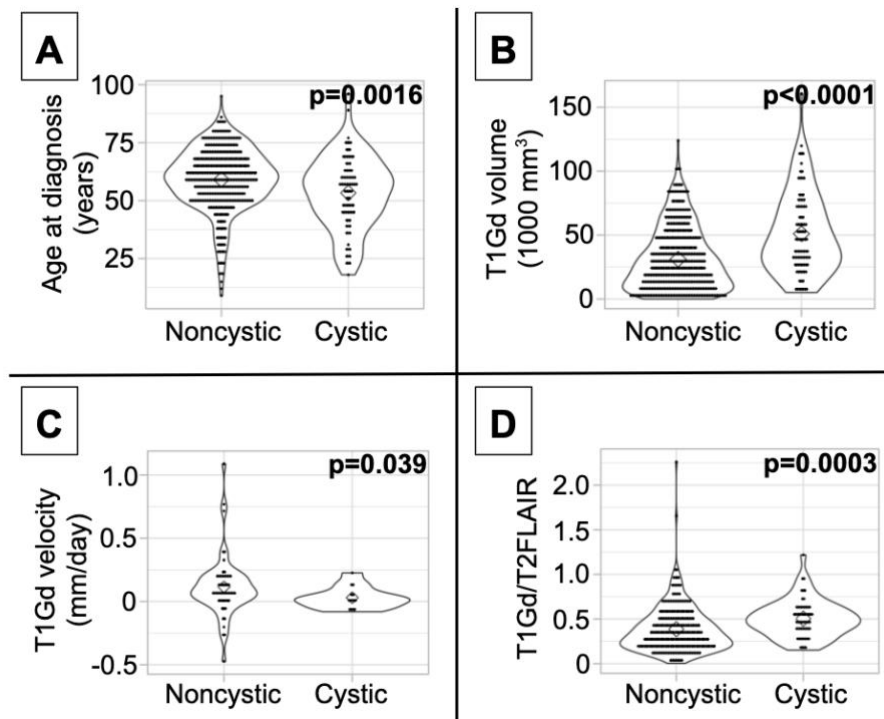 A
p=0.0016
Age at diagnosis
(years)
100
75
50
25
Noncystic Cystic
B
p<0.0001
T1Gd volume
(1000 mm³)
150
100
50
0
Noncystic Cystic
C
p=0.039
T1Gd velocity
(mm/day)
1.0
0.5
0
-0.5
Noncystic Cystic
D
p=0.0003
T1Gd/T2FLAIR
2.0
1.5
1.0
0.5
0
Noncystic Cystic